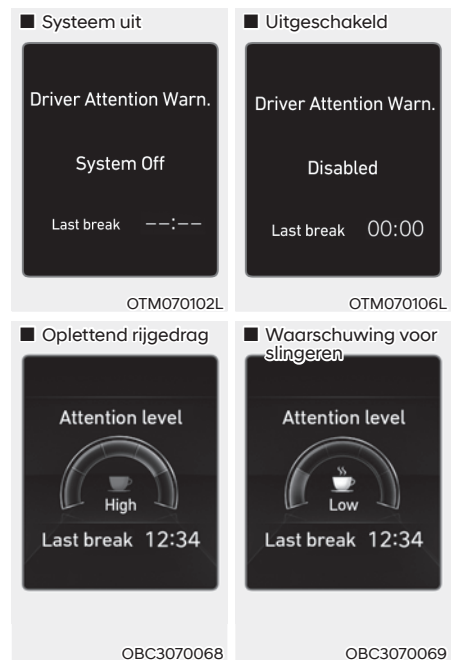 ■ Systeem uit
Driver Attention Warn.
System Off
Last break --:--
OTM070102L
■ Uitgeschakeld
Driver Attention Warn.
Disabled
Last break 00:00
OTM070106L
■ Oplettend rijgedrag
Attention level
High
Last break 12:34
OBC3070068
■ Waarschuwing voor
slingeren
Attention level
Low
Last break 12:34
OBC3070069